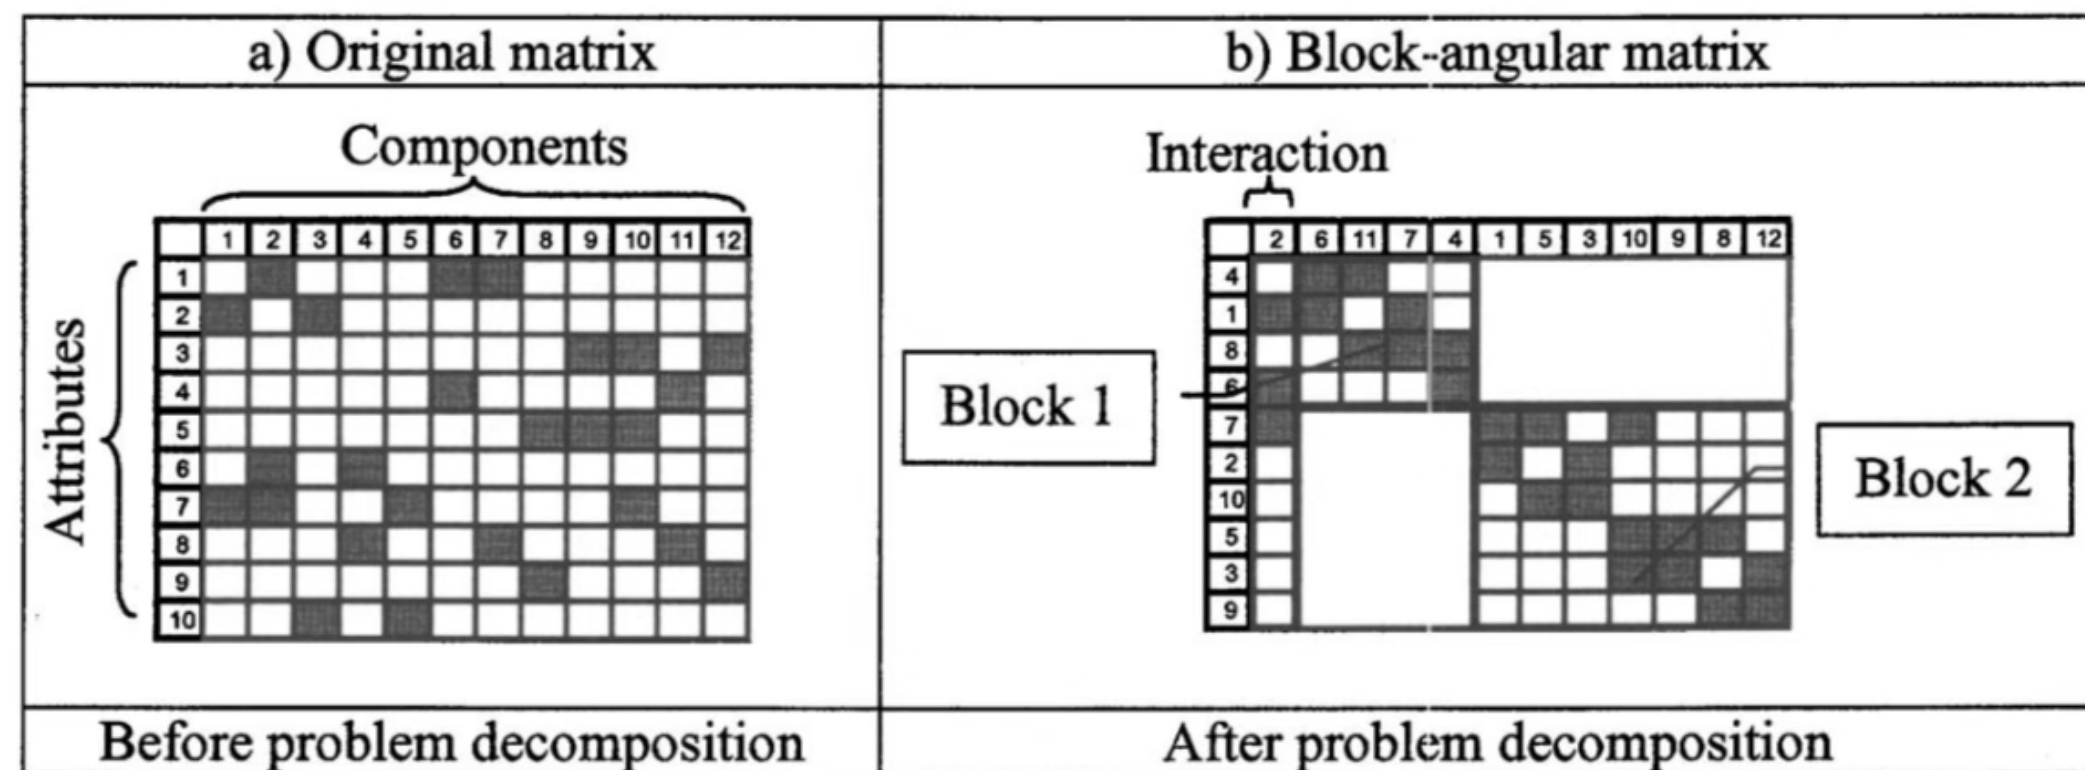 a) Original matrix
b) Block-angular matrix
Components
Interaction
Attributes
1 2 3 4 5 6 7 8 9 10 11 12
1
2
3
4
5
6
7
8
9
10
2 6 11 7 4 1 5 3 10 9 8 12
4
1
8
6
7
2
10
5
3
9
Block 1
Block 2
Before problem decomposition
After problem decomposition